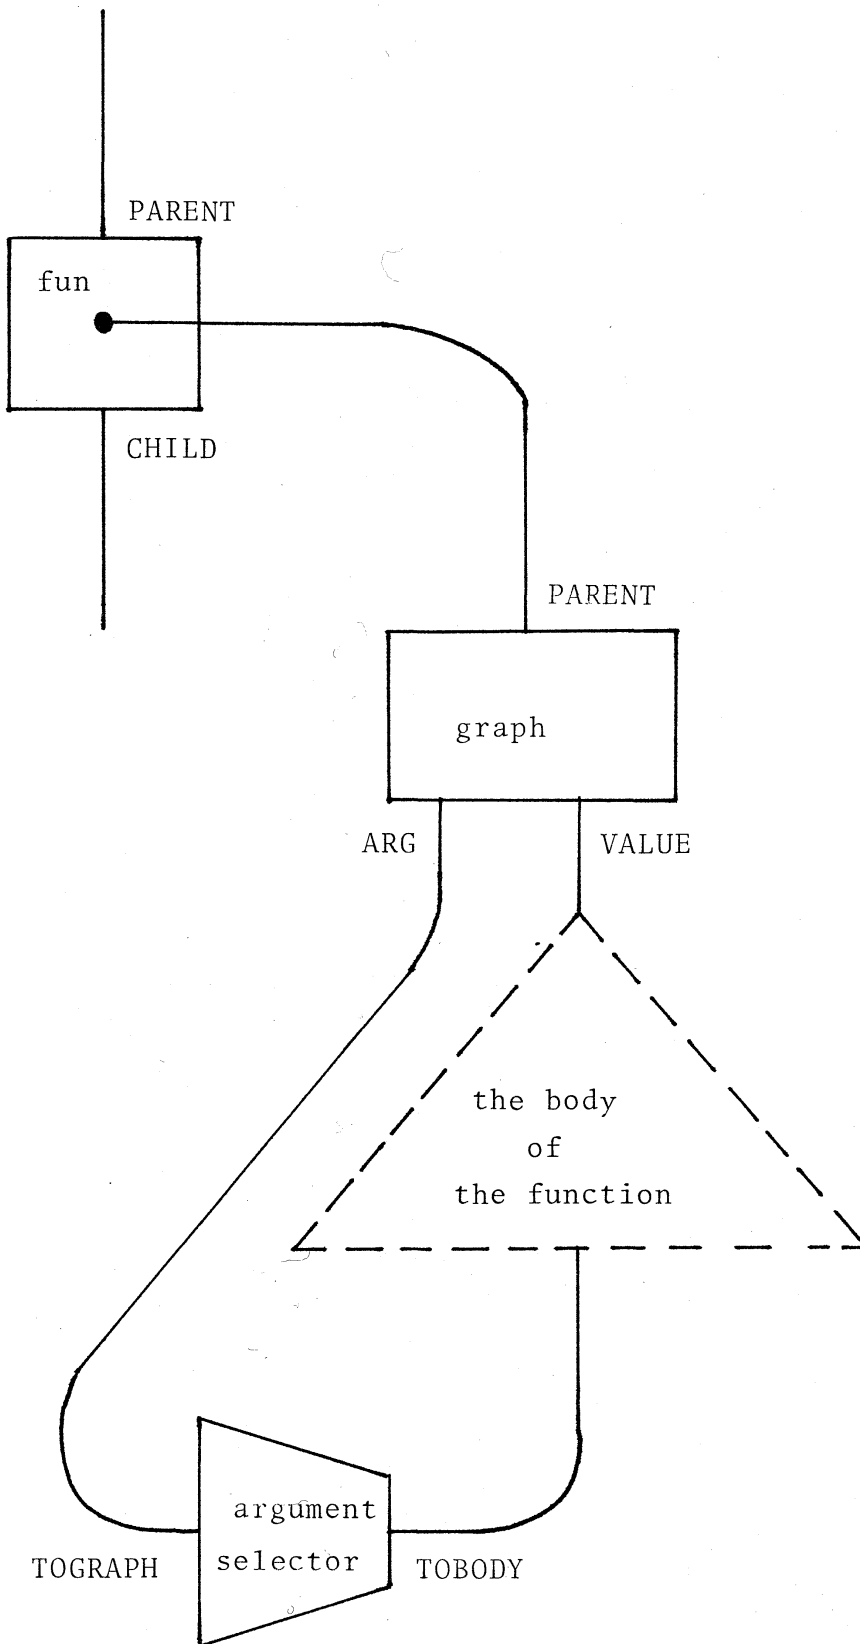 PARENT
fun
CHILD
PARENT
graph
ARG
VALUE
the body
of
the function
argument
selector
TOGRAPH
TOBODY